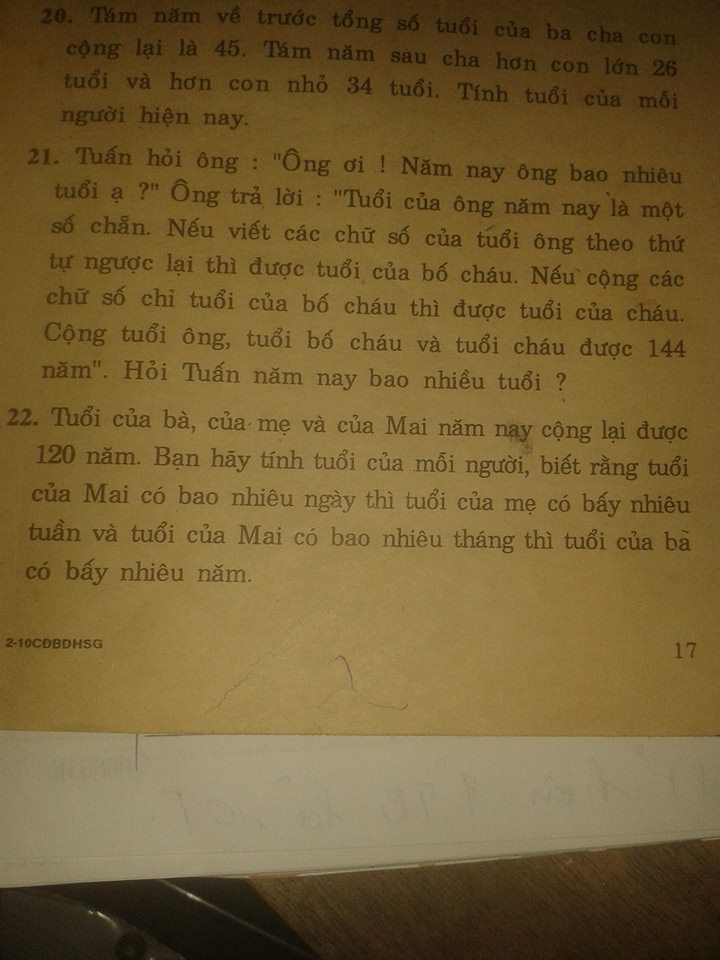 20. Tám năm về trước tổng số tuổi của ba cha con
cộng lại là 45. Tám năm sau cha hơn con lớn 26
tuổi và hơn con nhỏ 34 tuổi. Tính tuổi của mỗi
người hiện nay.
21. Tuấn hỏi ông : "Ông ơi ! Năm nay ông bao nhiêu
tuổi ạ ?" Ông trả lời : "Tuổi của ông năm nay là một
số chẵn. Nếu viết các chữ số của tuổi ông theo thứ
tự ngược lại thì được tuổi của bố cháu. Nếu cộng các
chữ số chỉ tuổi của bố cháu thì được tuổi của cháu.
Cộng tuổi ông, tuổi bố cháu và tuổi cháu được 144
năm". Hỏi Tuấn năm nay bao nhiều tuổi ?
22. Tuổi của bà, của mẹ và của Mai năm nay cộng lại được
120 năm. Bạn hãy tính tuổi của mỗi người, biết rằng tuổi
của Mai có bao nhiêu ngày thì tuổi của mẹ có bấy nhiêu
tuần và tuổi của Mai có bao nhiêu tháng thì tuổi của bà
có bấy nhiêu năm.
2-10CĐBDHSG
17